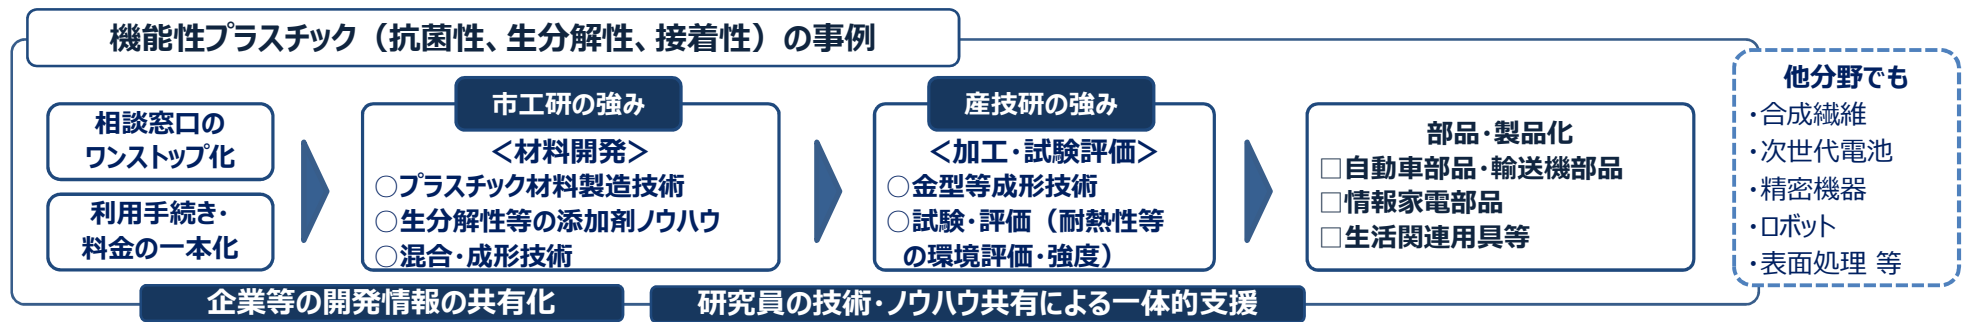 機能性プラスチック（抗菌性、生分解性、接着性）の事例
相談窓口の
ワンストップ化
利用手続き・
料金の一本化
市工研の強み
＜材料開発＞
○プラスチック材料製造技術
○生分解性等の添加剤ノウハウ
○混合・成形技術
産技研の強み
＜加工・試験評価＞
○金型等成形技術
○試験・評価（耐熱性等
の環境評価・強度）
部品・製品化
□自動車部品・輸送機部品
□情報家電部品
□生活関連用具等
他分野でも
・合成繊維
・次世代電池
・精密機器
・ロボット
・表面処理 等
企業等の開発情報の共有化
研究員の技術・ノウハウ共有による一体的支援